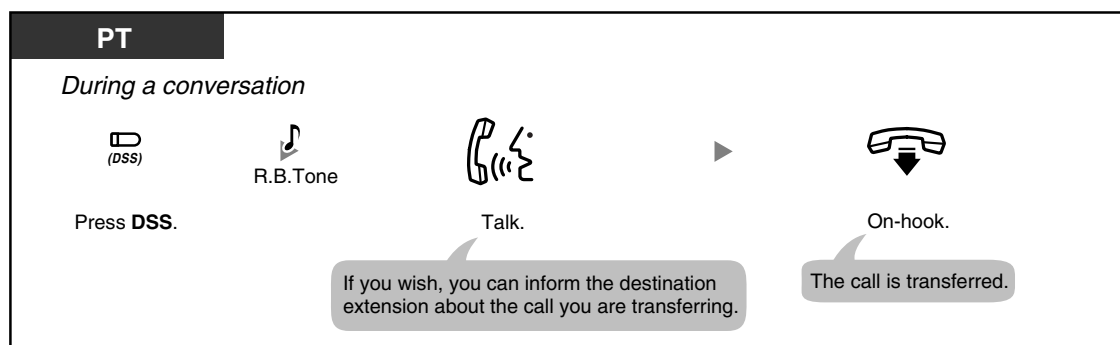 PT
During a conversation
(DSS)
R.B.Tone
Press DSS.
Talk.
On-hook.
If you wish, you can inform the destination
extension about the call you are transferring.
The call is transferred.